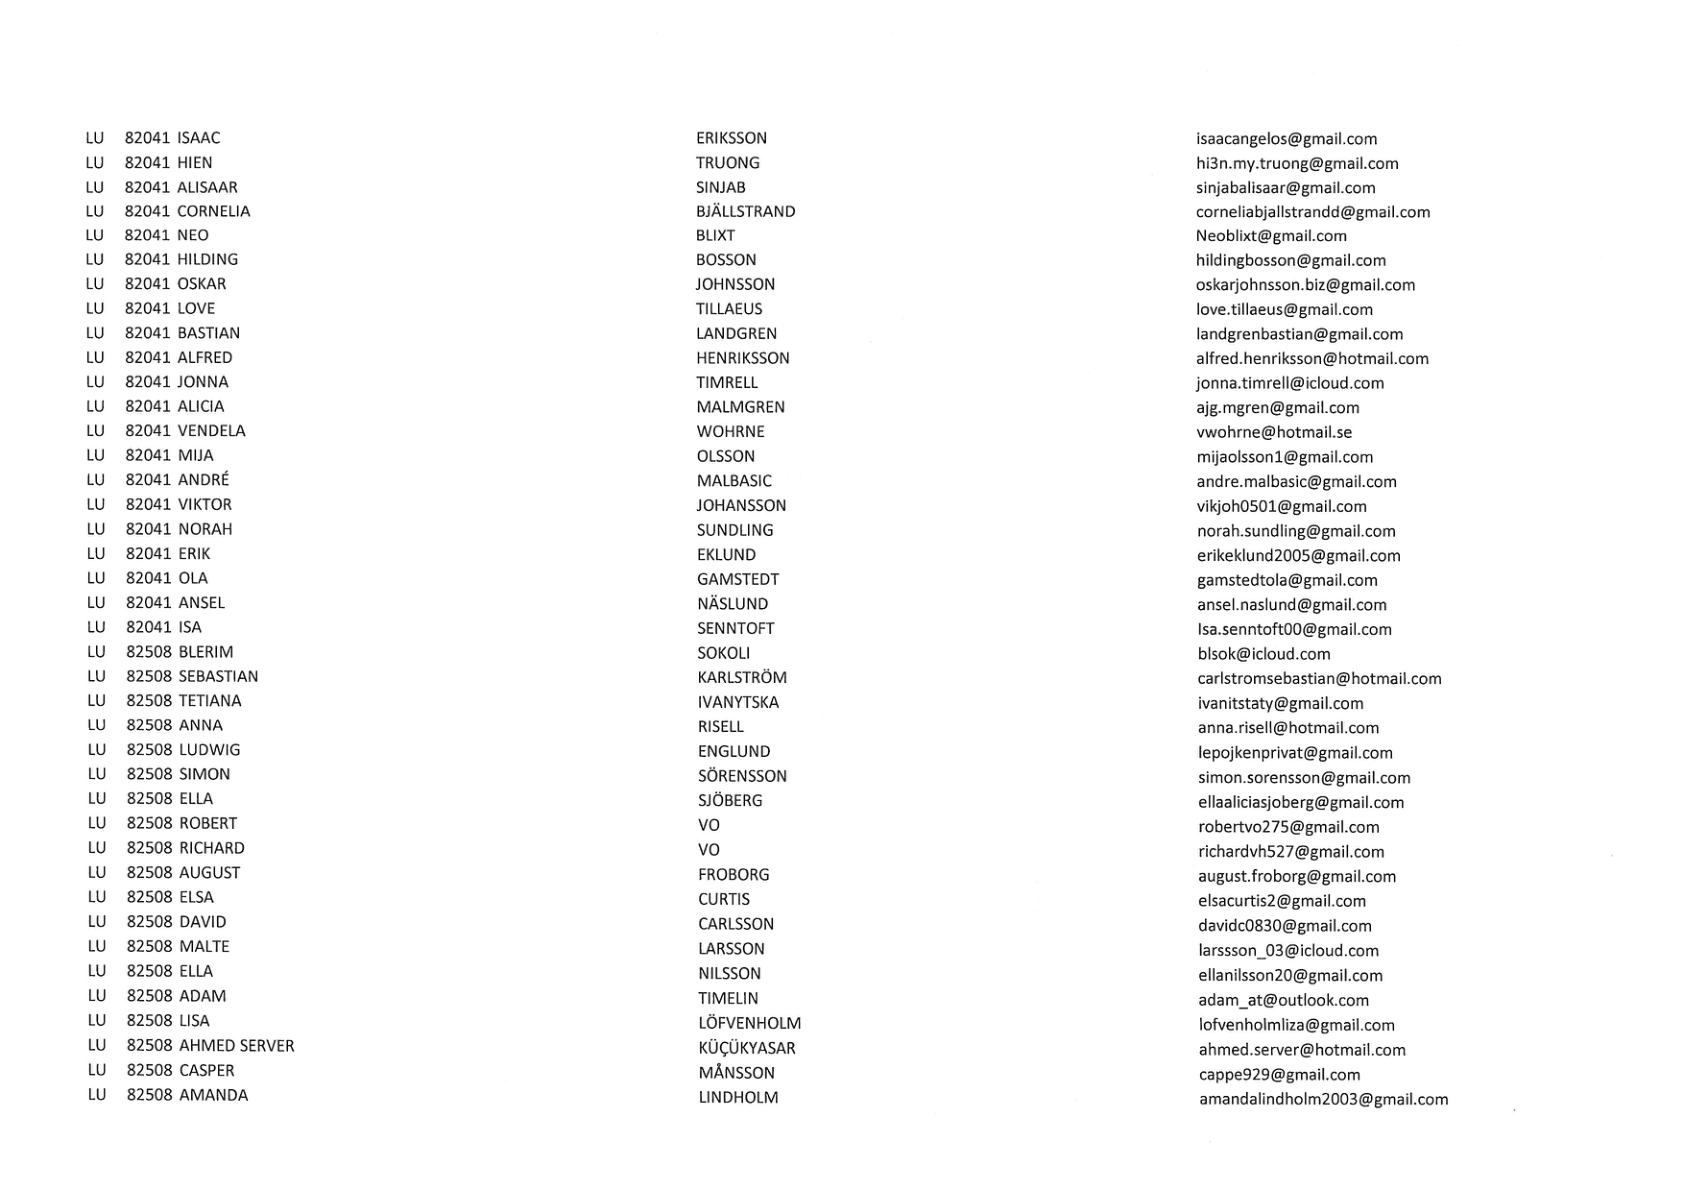 LU 82041 ISAAC ERIKSSON isaacangelos@gmail.com
LU 82041 HIEN TRUONG hi3n.my.truong@gmail.com
LU 82041 ALISAAR SINJAB sinjabalisaar@gmail.com
LU 82041 CORNELIA BJÄLLSTRAND corneliabjallstrandd@gmail.com
LU 82041 NEO BLIXT Neoblixt@gmail.com
LU 82041 HILDING BOSSON hildingbosson@gmail.com
LU 82041 OSKAR JOHNSSON oskarjohnsson.biz@gmail.com
LU 82041 LOVE TILLAEUS love.tillaeus@gmail.com
LU 82041 BASTIAN LANDGREN landgrenbastian@gmail.com
LU 82041 ALFRED HENRIKSSON alfred.henriksson@hotmail.com
LU 82041 JONNA TIMRELL jonna.timrell@icloud.com
LU 82041 ALICIA MALMGREN ajg.mgren@gmail.com
LU 82041 VENDELA WOHRNE vwohrne@hotmail.se
LU 82041 MIJA OLSSON mijaolsson1@gmail.com
LU 82041 ANDRÉ MALBASIC andre.malbasic@gmail.com
LU 82041 VIKTOR JOHANSSON vikjoh0501@gmail.com
LU 82041 NORAH SUNDLING norah.sundling@gmail.com
LU 82041 ERIK EKLUND erikeklund2005@gmail.com
LU 82041 OLA GAMSTEDT gamstedtola@gmail.com
LU 82041 ANSEL NÄSLUND ansel.naslund@gmail.com
LU 82041 ISA SENNTOFT Isa.senntoft00@gmail.com
LU 82508 BLERIM SOKOLI blsok@icloud.com
LU 82508 SEBASTIAN KARLSTRÖM carlstromsebastian@hotmail.com
LU 82508 TETIANA IVANYTSKA ivanitstaty@gmail.com
LU 82508 ANNA RISELL anna.risell@hotmail.com
LU 82508 LUDWIG ENGLUND lepojkenprivat@gmail.com
LU 82508 SIMON SÖRENSSON simon.sorensson@gmail.com
LU 82508 ELLA SJÖBERG ellaaliciasjoberg@gmail.com
LU 82508 ROBERT VO robertvo275@gmail.com
LU 82508 RICHARD VO richardvh527@gmail.com
LU 82508 AUGUST FROBORG august.froborg@gmail.com
LU 82508 ELSA CURTIS elsacurtis2@gmail.com
LU 82508 DAVID CARLSSON davidc0830@gmail.com
LU 82508 MALTE LARSSON larssson_03@icloud.com
LU 82508 ELLA NILSSON ellanilsson20@gmail.com
LU 82508 ADAM TIMELIN adam_at@outlook.com
LU 82508 LISA LÖFVENHOLM lofvenholmliza@gmail.com
LU 82508 AHMED SERVER KÜÇÜKYASAR ahmed.server@hotmail.com
LU 82508 CASPER MÅNSSON cappe929@gmail.com
LU 82508 AMANDA LINDHOLM amandalindholm2003@gmail.com